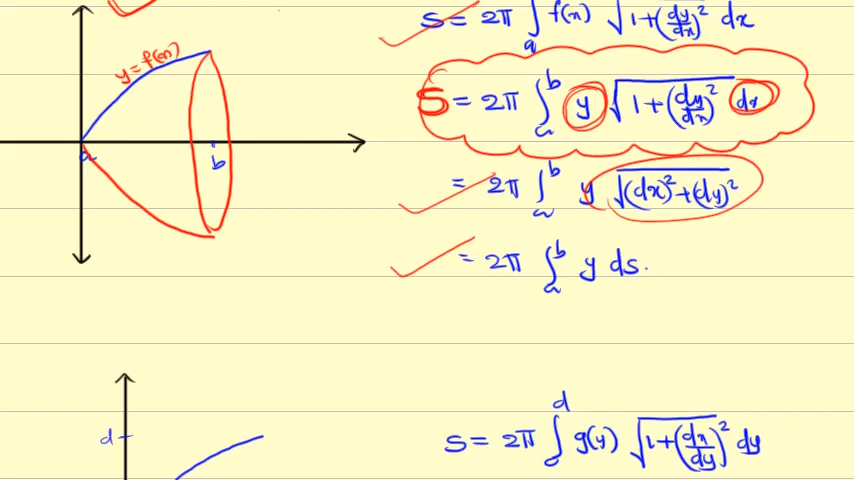 S = 2π ∫_a^b f(x) √(1+(dy/dx)²) dx
y=f(x)
S = 2π ∫_a^b y √(1+(dy/dx)²) dx
a
b
= 2π ∫_a^b y √((dx)²+(dy)²)
= 2π ∫_a^b y ds.
d
S = 2π ∫_c^d g(y) √(1+(dx/dy)²) dy